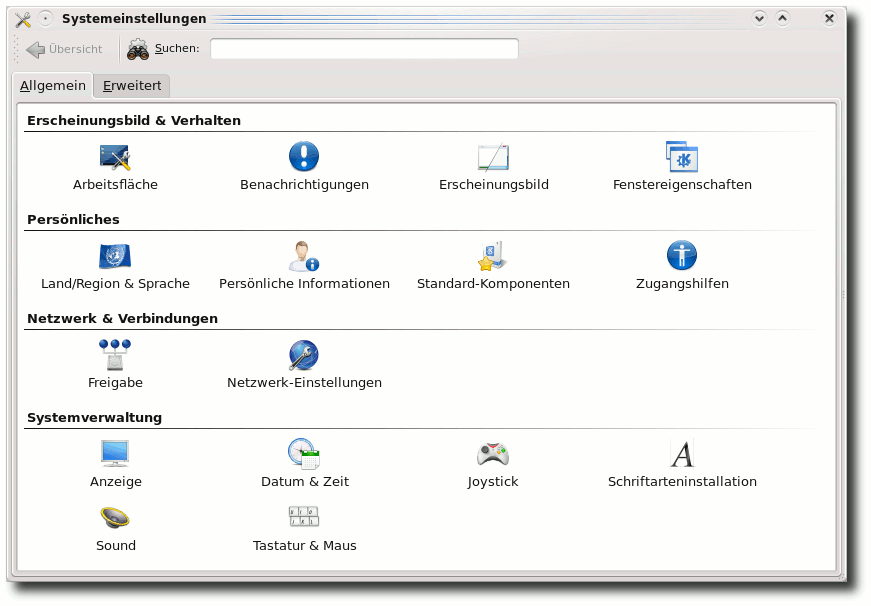 Systemeinstellungen
Übersicht Suchen:
Allgemein Erweitert
Erscheinungsbild & Verhalten
Arbeitsfläche Benachrichtigungen Erscheinungsbild Fenstereigenschaften
Persönliches
Land/Region & Sprache Persönliche Informationen Standard-Komponenten Zugangshilfen
Netzwerk & Verbindungen
Freigabe Netzwerk-Einstellungen
Systemverwaltung
Anzeige Datum & Zeit Joystick Schriftarteninstallation
Sound Tastatur & Maus